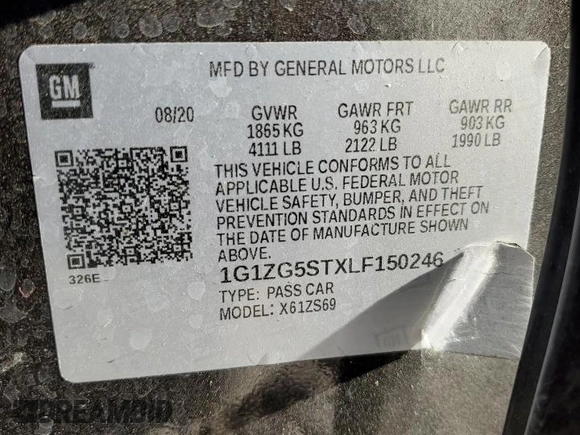 GM
MFD BY GENERAL MOTORS LLC
08/20 GVWR GAWR FRT GAWR RR
1865 KG 963 KG 903 KG
4111 LB 2122 LB 1990 LB
THIS VEHICLE CONFORMS TO ALL
APPLICABLE U.S. FEDERAL MOTOR
VEHICLE SAFETY, BUMPER, AND THEFT
PREVENTION STANDARDS IN EFFECT ON
THE DATE OF MANUFACTURE SHOWN
ABOVE.
326E
1G1ZG5STXLF150246
TYPE: PASS CAR
MODEL: X61ZS69
DREAMBID